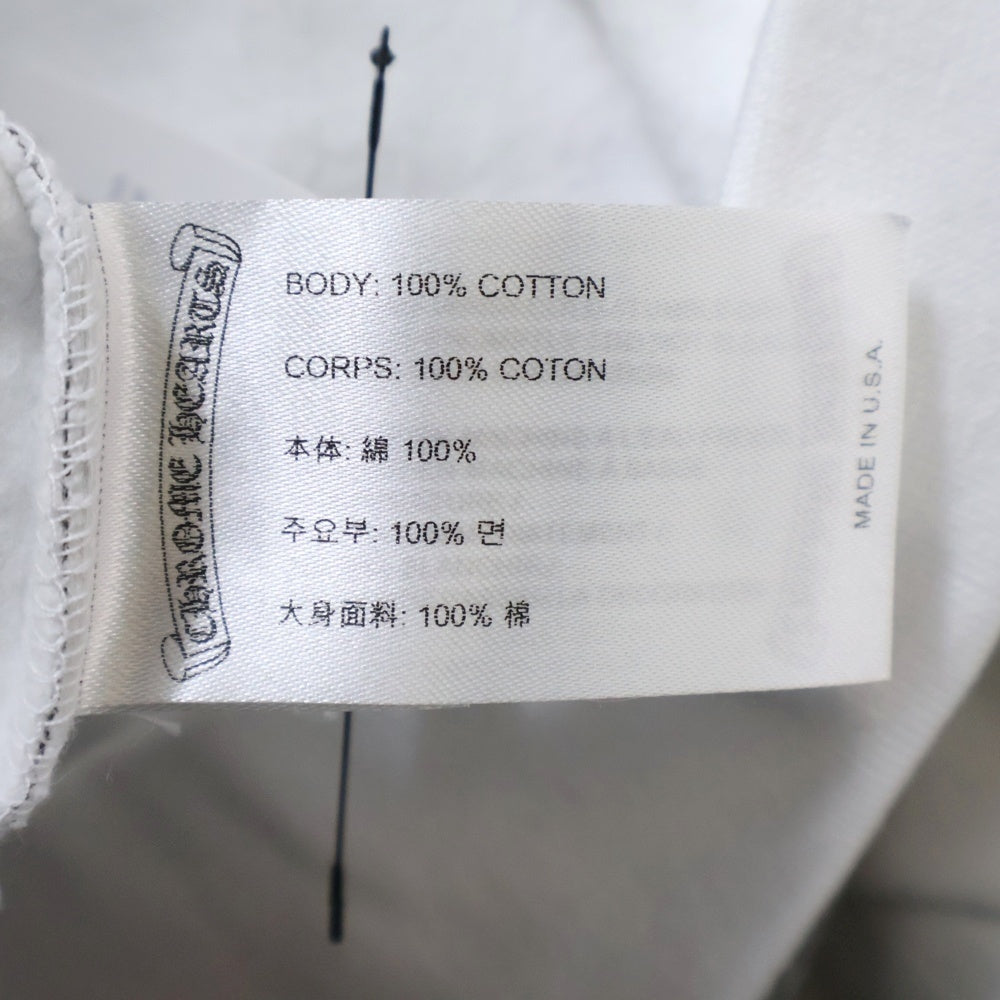 CHROME HEARTS
BODY: 100% COTTON
CORPS: 100% COTON
本体: 綿 100%
주요부: 100% 면
大身面料: 100% 棉
MADE IN U.S.A.